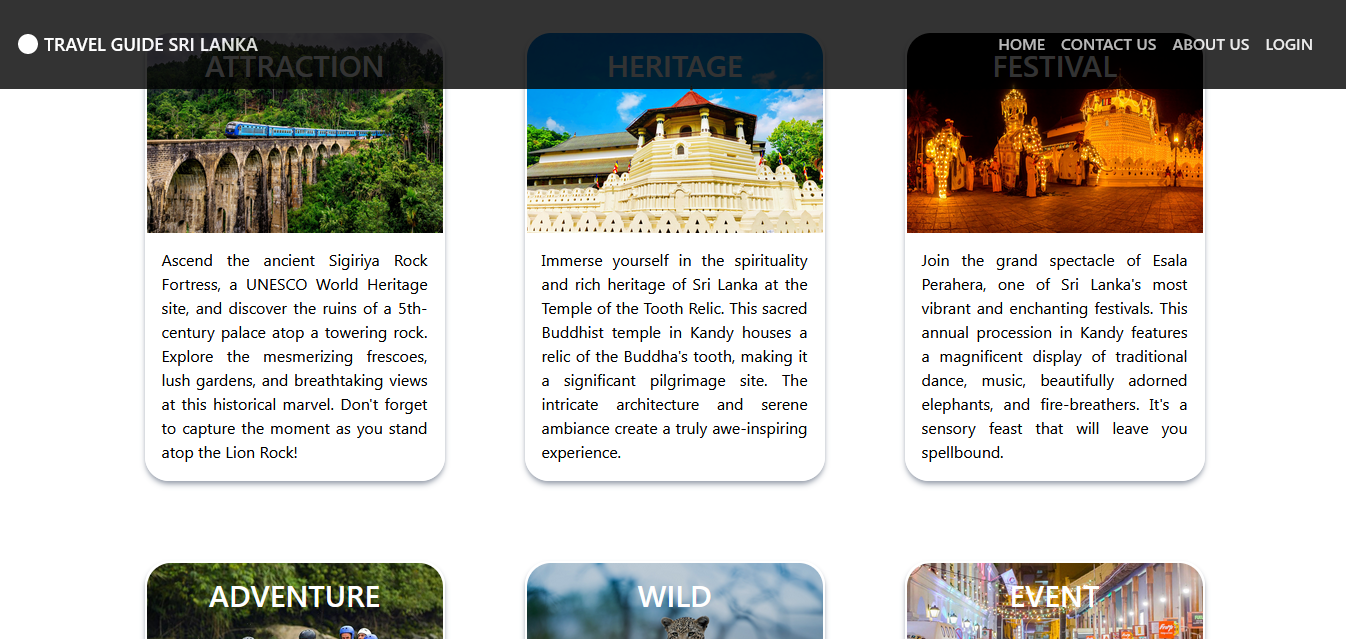 TRAVEL GUIDE SRI LANKA
HOME CONTACT US ABOUT US LOGIN
ATTRACTION
Ascend the ancient Sigiriya Rock
Fortress, a UNESCO World Heritage
site, and discover the ruins of a 5th-
century palace atop a towering rock.
Explore the mesmerizing frescoes,
lush gardens, and breathtaking views
at this historical marvel. Don't forget
to capture the moment as you stand
atop the Lion Rock!
HERITAGE
Immerse yourself in the spirituality
and rich heritage of Sri Lanka at the
Temple of the Tooth Relic. This sacred
Buddhist temple in Kandy houses a
relic of the Buddha's tooth, making it
a significant pilgrimage site. The
intricate architecture and serene
ambiance create a truly awe-inspiring
experience.
FESTIVAL
Join the grand spectacle of Esala
Perahera, one of Sri Lanka's most
vibrant and enchanting festivals. This
annual procession in Kandy features
a magnificent display of traditional
dance, music, beautifully adorned
elephants, and fire-breathers. It's a
sensory feast that will leave you
spellbound.
ADVENTURE
WILD
EVENT